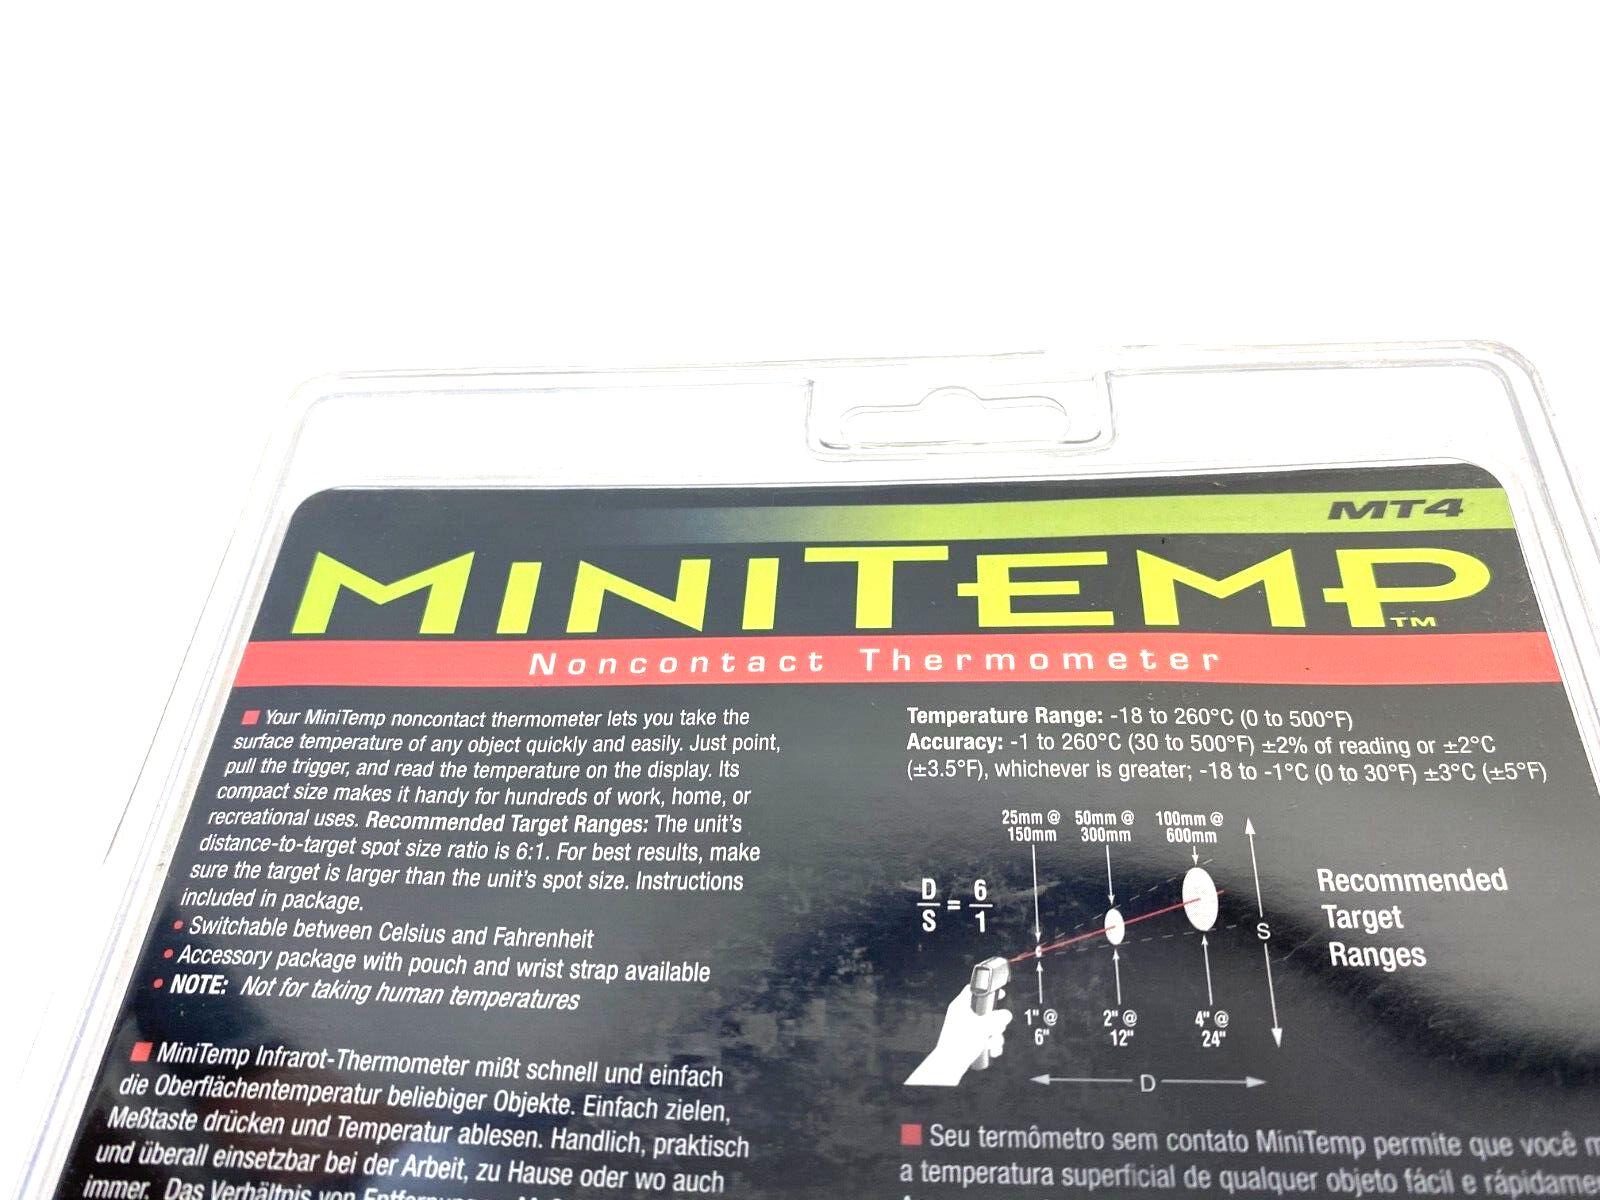 MT4
MINITEMP™
Noncontact Thermometer
Your MiniTemp noncontact thermometer lets you take the
surface temperature of any object quickly and easily. Just point,
pull the trigger, and read the temperature on the display. Its
compact size makes it handy for hundreds of work, home, or
recreational uses. Recommended Target Ranges: The unit's
distance-to-target spot size ratio is 6:1. For best results, make
sure the target is larger than the unit's spot size. Instructions
included in package.
• Switchable between Celsius and Fahrenheit
• Accessory package with pouch and wrist strap available
• NOTE: Not for taking human temperatures
MiniTemp Infrarot-Thermometer mißt schnell und einfach
die Oberflächentemperatur beliebiger Objekte. Einfach zielen,
Meßtaste drücken und Temperatur ablesen. Handlich, praktisch
und überall einsetzbar bei der Arbeit, zu Hause oder wo auch
immer. Das Verhältnis von
Temperature Range: -18 to 260°C (0 to 500°F)
Accuracy: -1 to 260°C (30 to 500°F) ±2% of reading or ±2°C
(±3.5°F), whichever is greater; -18 to -1°C (0 to 30°F) ±3°C (±5°F)
25mm @ 50mm @ 100mm @
150mm 300mm 600mm
D/S = 6/1
S
Recommended
Target
Ranges
1" @ 2" @ 4" @
6" 12" 24"
D
Seu termômetro sem contato MiniTemp permite que você
a temperatura superficial de qualquer objeto fácil e